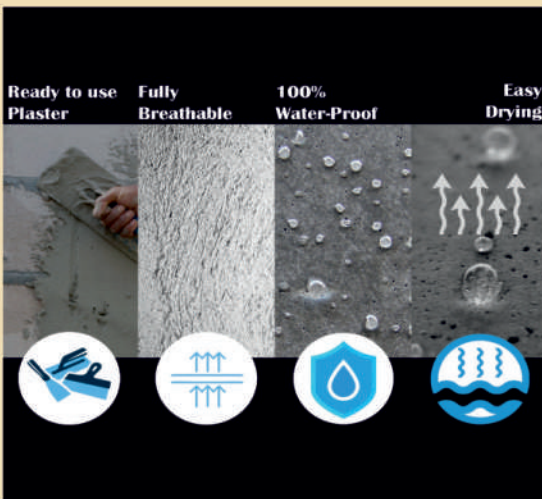 Ready to use
Plaster
Fully
Breathable
100%
Water-Proof
Easy
Drying